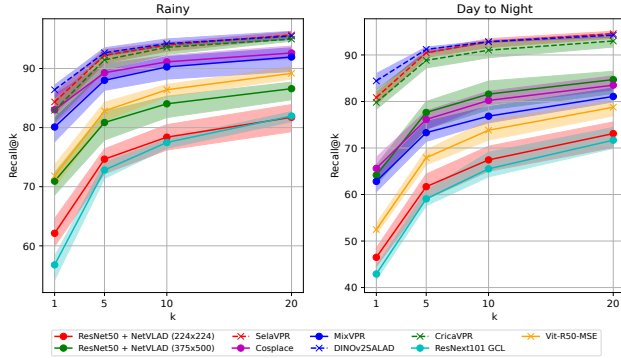 Rainy
Day to Night
Recall@k
90
80
70
60
90
80
70
60
50
40
1 5 10 20
1 5 10 20
k
k
ResNet50 + NetVLAD (224x224)
ResNet50 + NetVLAD (375x500)
SelaVPR
Cosplace
MixVPR
DINOv2SALAD
CricaVPR
ResNext101 GCL
Vit-R50-MSE